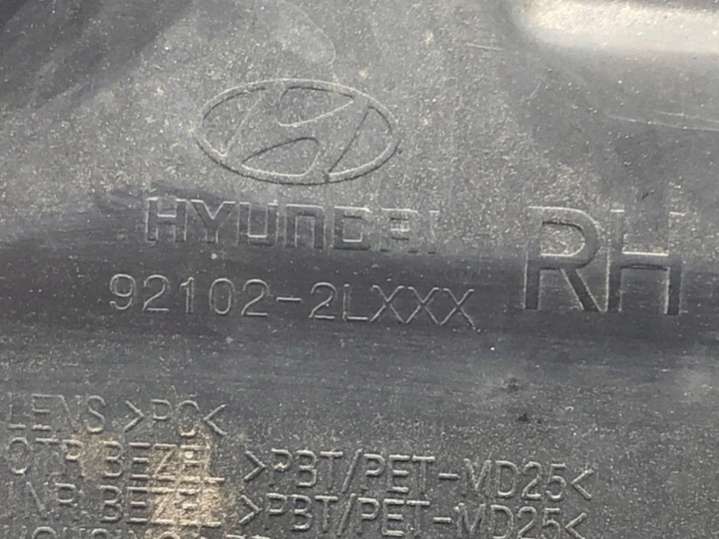 HYUNDAI
RH
92102-2LXXX
LENS >PC<
OTR BEZEL >PBT/PET-MD25<
INR BEZEL >PBT/PET-MD25<